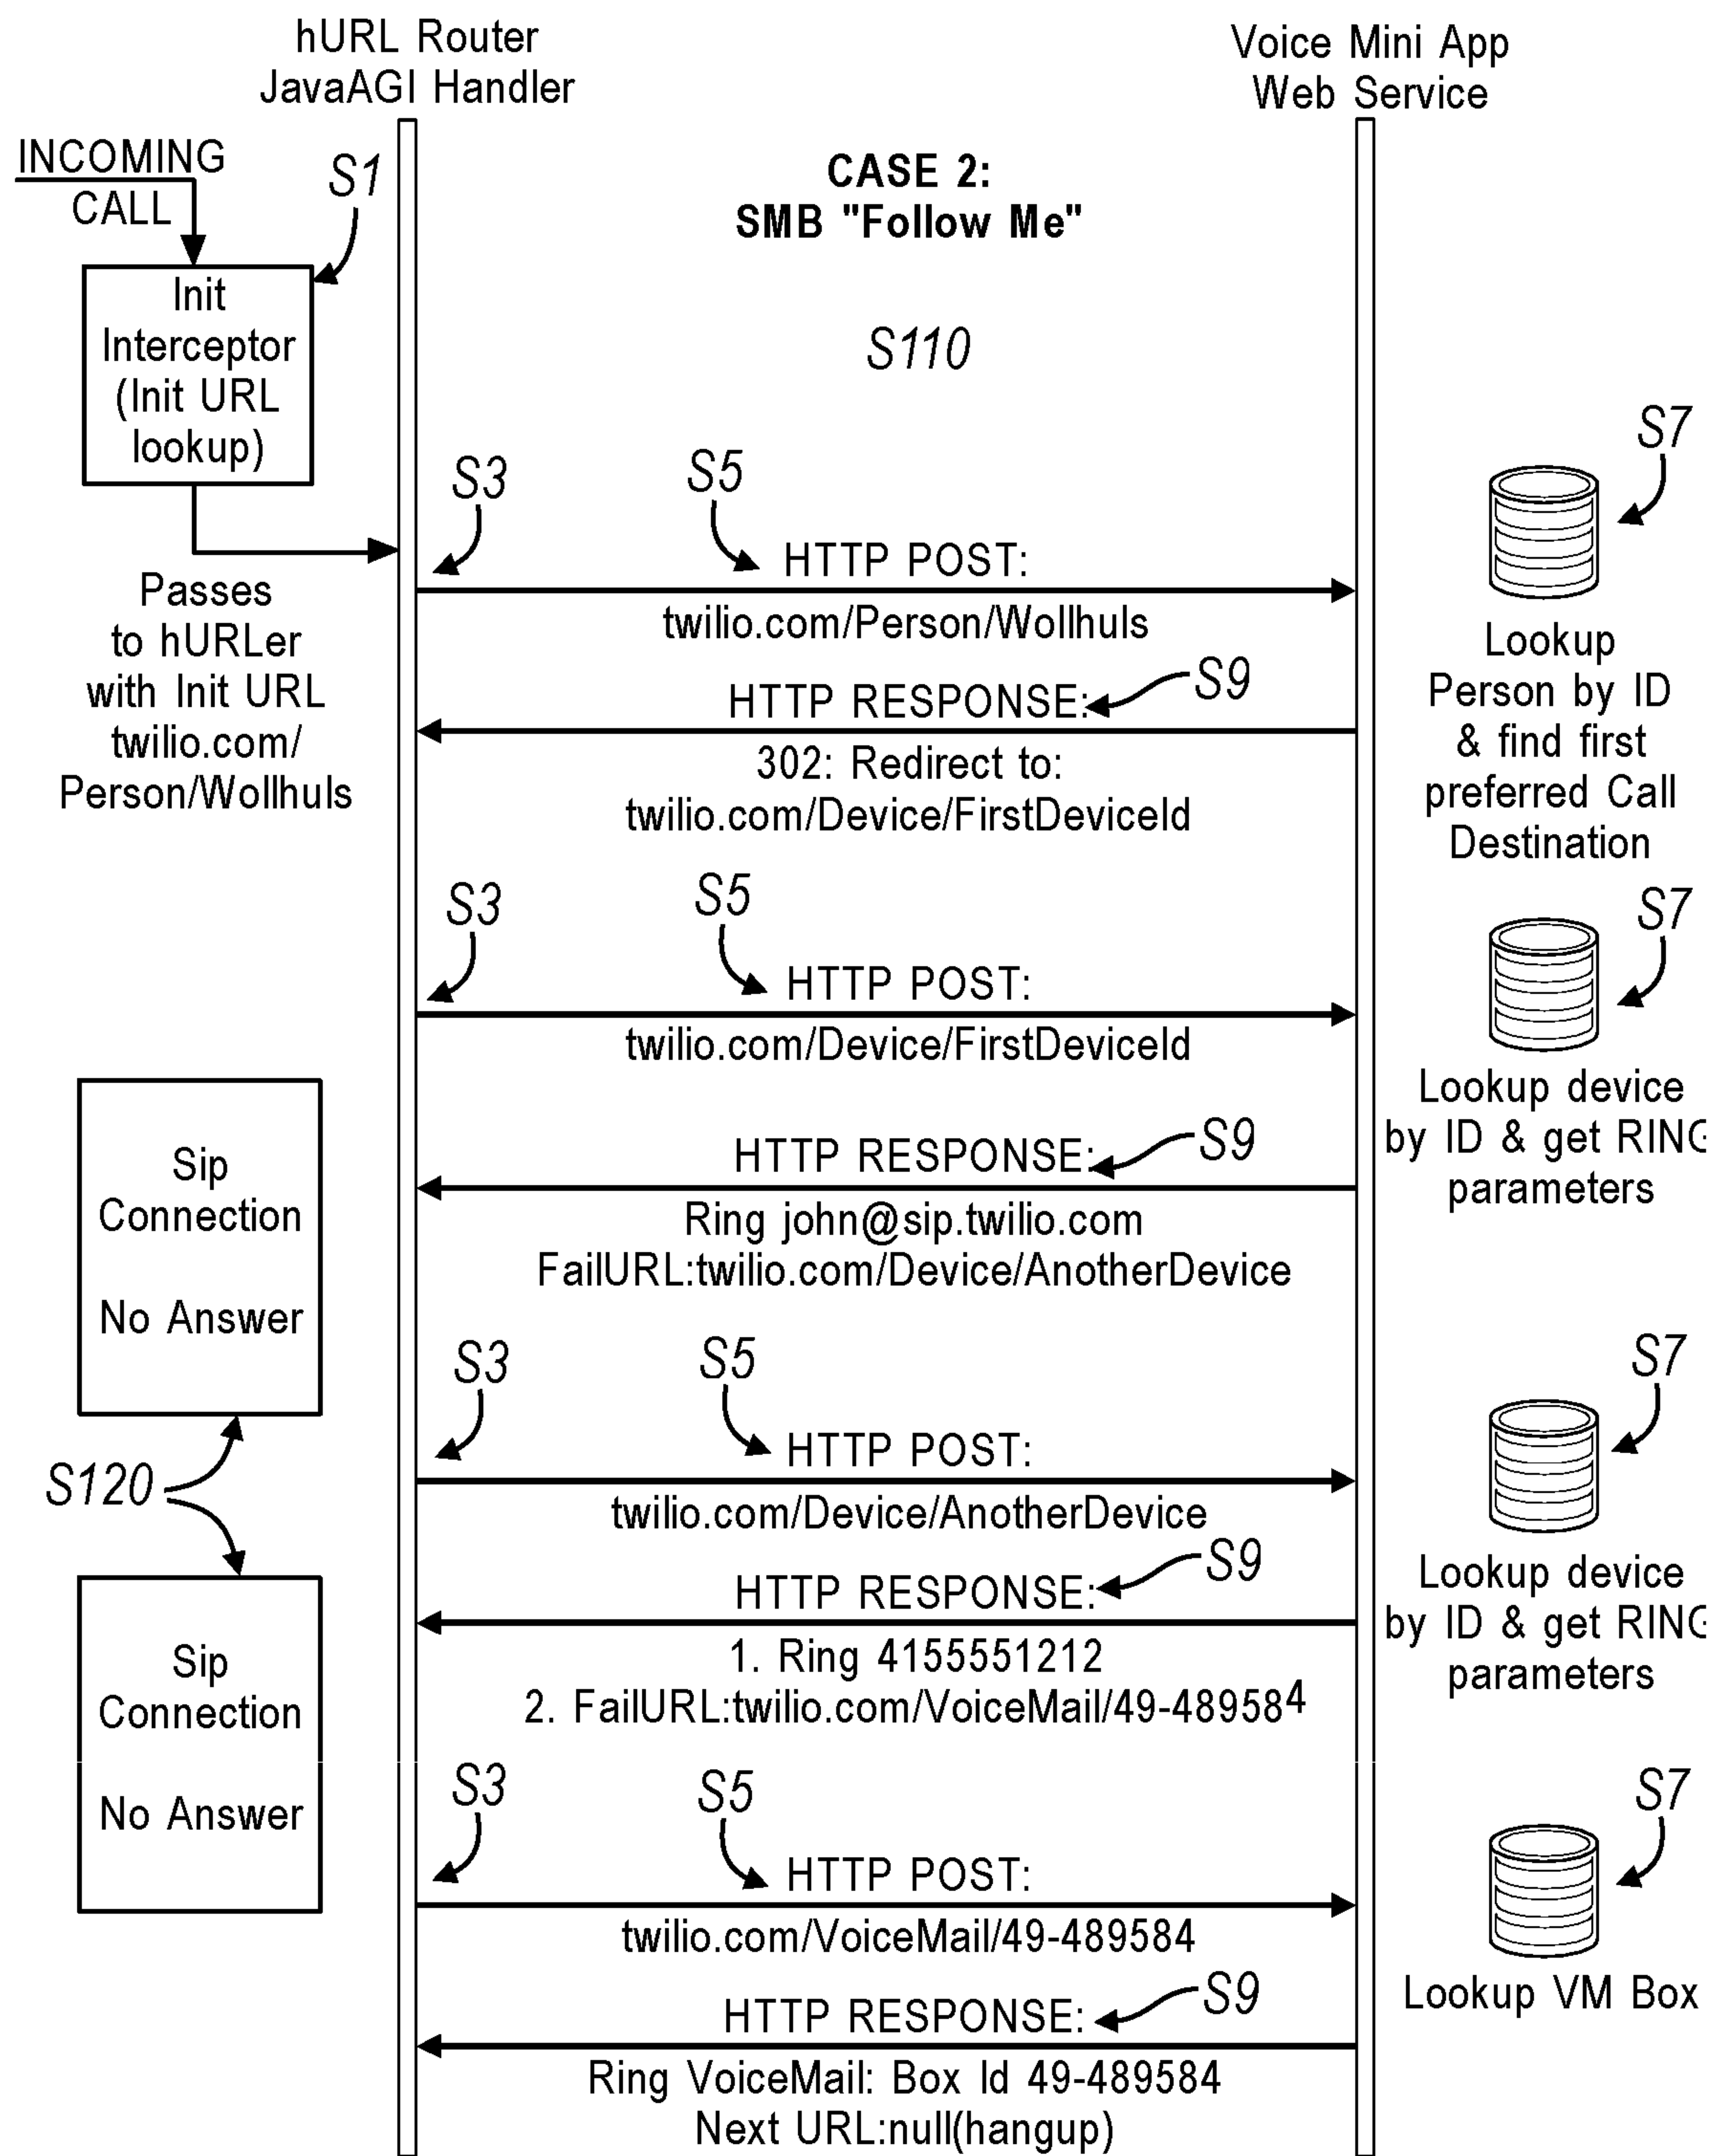 hURL Router
JavaAGI Handler
Voice Mini App
Web Service
INCOMING
CALL
S1
CASE 2:
SMB "Follow Me"
S110
Init
Interceptor
(Init URL
lookup)
Passes
to hURLer
with Init URL
twilio.com/
Person/Wollhuls
S3
S5
HTTP POST:
twilio.com/Person/Wollhuls
S7
Lookup
Person by ID
& find first
preferred Call
Destination
HTTP RESPONSE:
S9
302: Redirect to:
twilio.com/Device/FirstDeviceId
S3
S5
HTTP POST:
twilio.com/Device/FirstDeviceId
S7
Lookup device
by ID & get RING
parameters
Sip
Connection
No Answer
HTTP RESPONSE:
S9
Ring john@sip.twilio.com
FailURL:twilio.com/Device/AnotherDevice
S120
S3
S5
HTTP POST:
twilio.com/Device/AnotherDevice
S7
Lookup device
by ID & get RING
parameters
HTTP RESPONSE:
S9
1. Ring 4155551212
2. FailURL:twilio.com/VoiceMail/49-489584
Sip
Connection
No Answer
S3
S5
HTTP POST:
twilio.com/VoiceMail/49-489584
S7
Lookup VM Box
HTTP RESPONSE:
S9
Ring VoiceMail: Box Id 49-489584
Next URL:null(hangup)